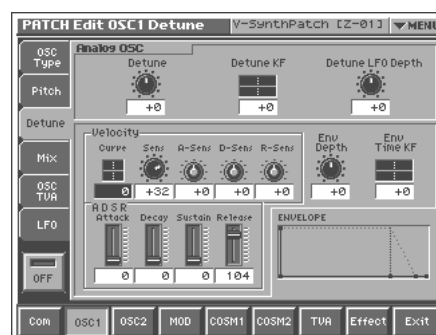 PATCH Edit OSC1 Detune V-SynthPatch [Z-01] ▼MENU
OSC Type
Pitch
Detune
Mix
OSC TVA
LFO
OFF
Analog OSC
Detune Detune KF Detune LFO Depth
+0 +0 +0
Velocity
Curve Sens A-Sens D-Sens R-Sens
0 +32 +0 +0 +0
Env Depth Env Time KF
+0 +0
ADSR
Attack Decay Sustain Release
0 0 0 104
ENVELOPE
Com OSC1 OSC2 MOD COSM1 COSM2 TVA Effect Exit